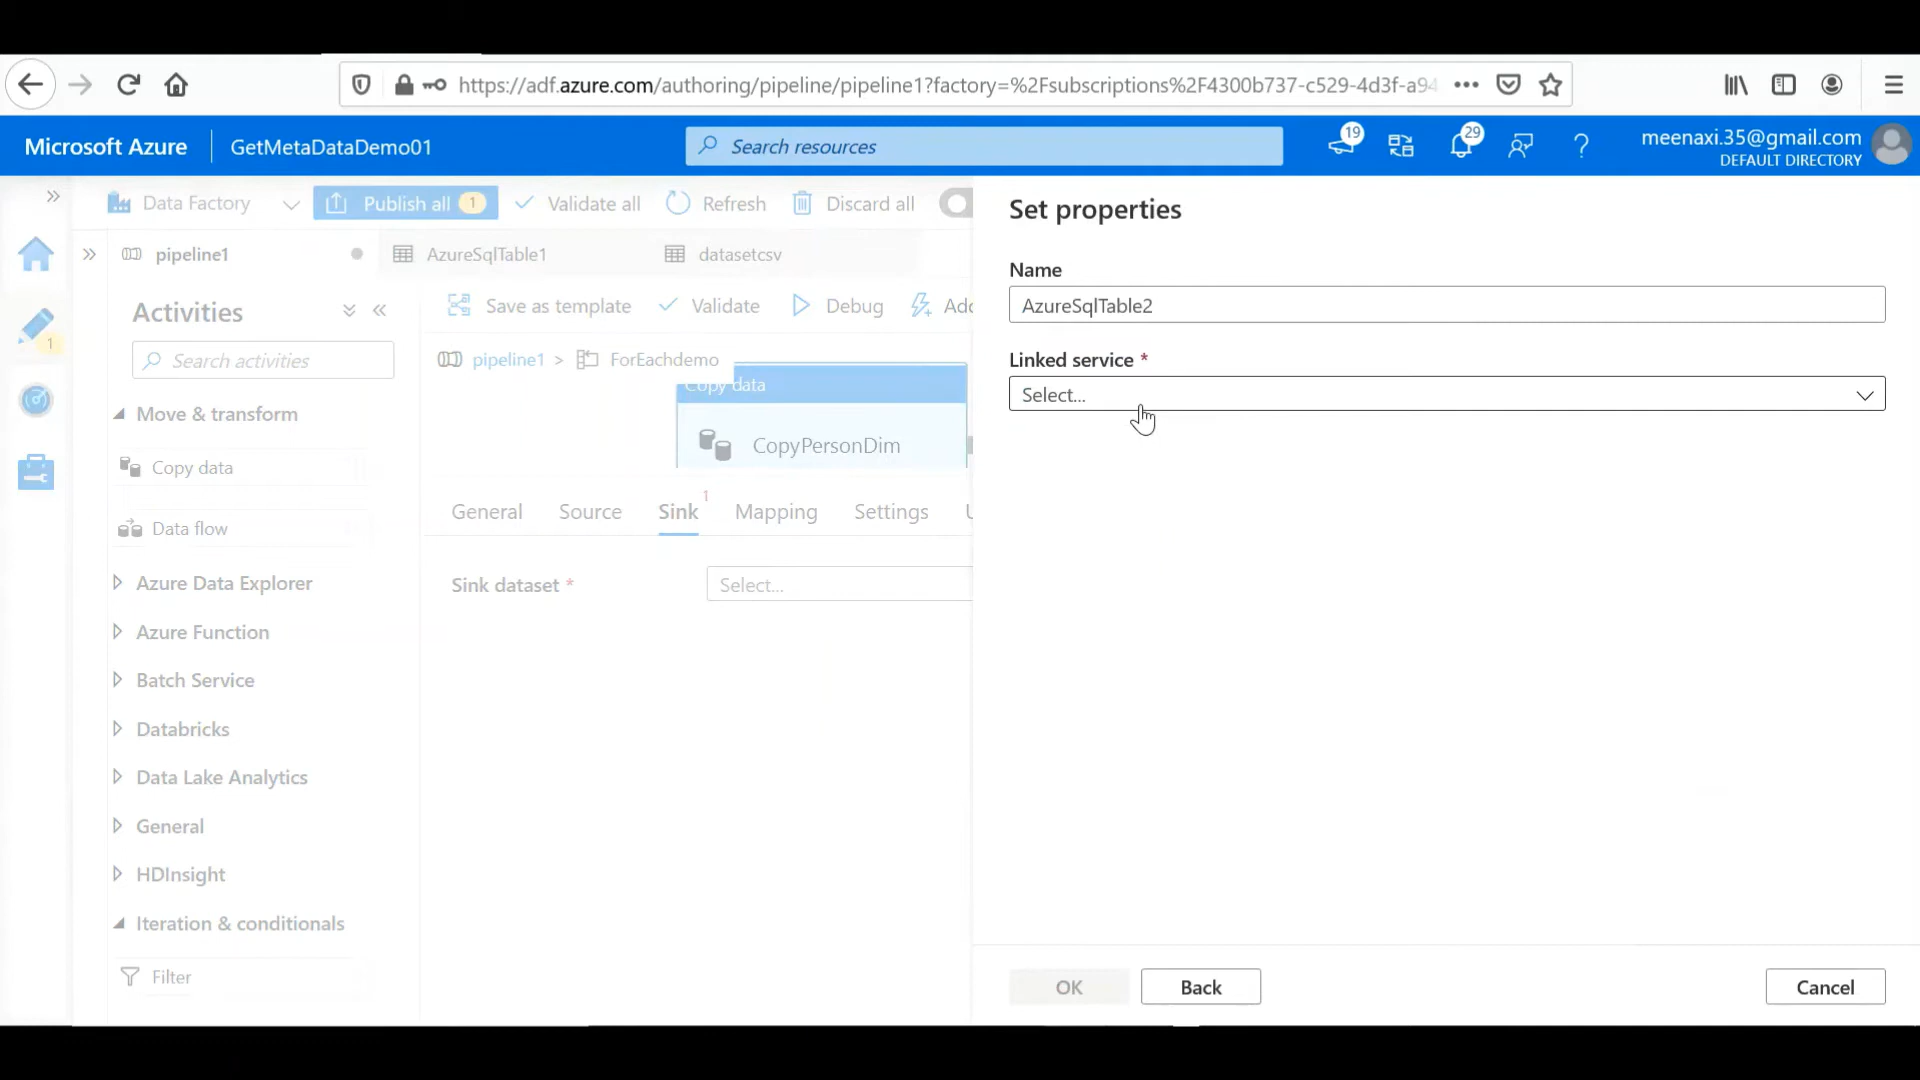 https://adf.azure.com/authoring/pipeline/pipeline1?factory=%2Fsubscriptions%2F4300b737-c529-4d3f-a94
Microsoft Azure
GetMetaDataDemo01
Search resources
19
29
meenaxi.35@gmail.com
DEFAULT DIRECTORY
Data Factory
Publish all 1
Validate all
Refresh
Discard all
pipeline1
AzureSqlTable1
datasetcsv
Activities
Save as template
Validate
Debug
Add
1
Search activities
pipeline1 > ForEachdemo
Copy data
CopyPersonDim
Move & transform
Copy data
Data flow
Azure Data Explorer
Azure Function
Batch Service
Databricks
Data Lake Analytics
General
HDInsight
Iteration & conditionals
Filter
General
Source
Sink 1
Mapping
Settings
U
Sink dataset *
Select...
Set properties
Name
AzureSqlTable2
Linked service *
Select...
OK
Back
Cancel